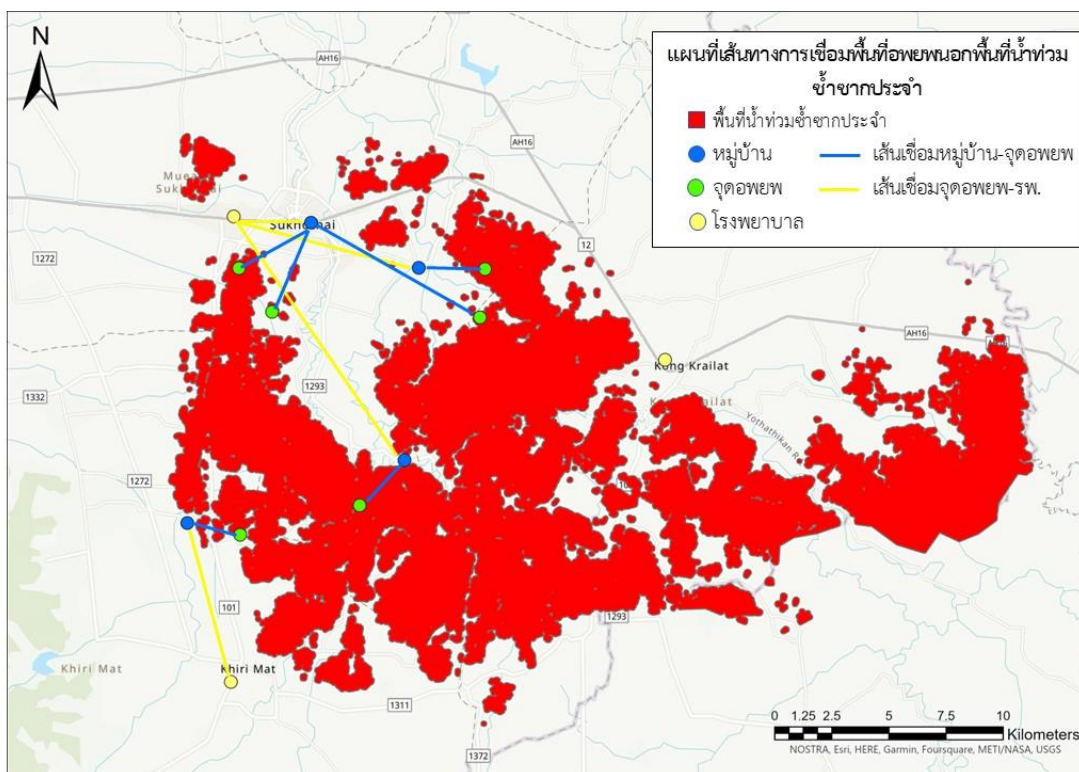 N
แผนที่เส้นทางการเชื่อมพื้นที่อพยพนอกพื้นที่น้ำท่วม
ซ้ำซากประจำ
พื้นที่น้ำท่วมซ้ำซากประจำ
หมู่บ้าน
เส้นเชื่อมหมู่บ้าน-จุดอพยพ
จุดอพยพ
เส้นเชื่อมจุดอพยพ-รพ.
โรงพยาบาล
AH16
AH16
Sukhothai
12
1272
AH16
Kong Krailat
1332
1293
Yothathikan
1272
101
1293
Khiri Mat
Khiri Mat
1311
1372
0 1.25 2.5 5 7.5 10
Kilometers
NOSTRA, Esri, HERE, Garmin, Foursquare, METI/NASA, USGS